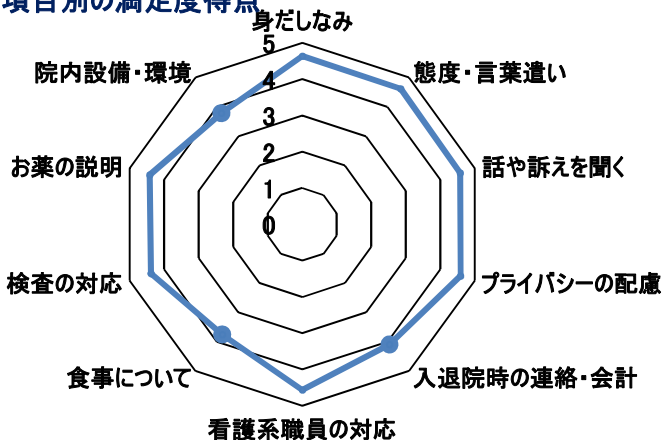 項目別の満足度得点
身だしなみ
態度・言葉遣い
話や訴えを聞く
プライバシーの配慮
入退院時の連絡・会計
看護系職員の対応
食事について
検査の対応
お薬の説明
院内設備・環境
5
4
3
2
1
0